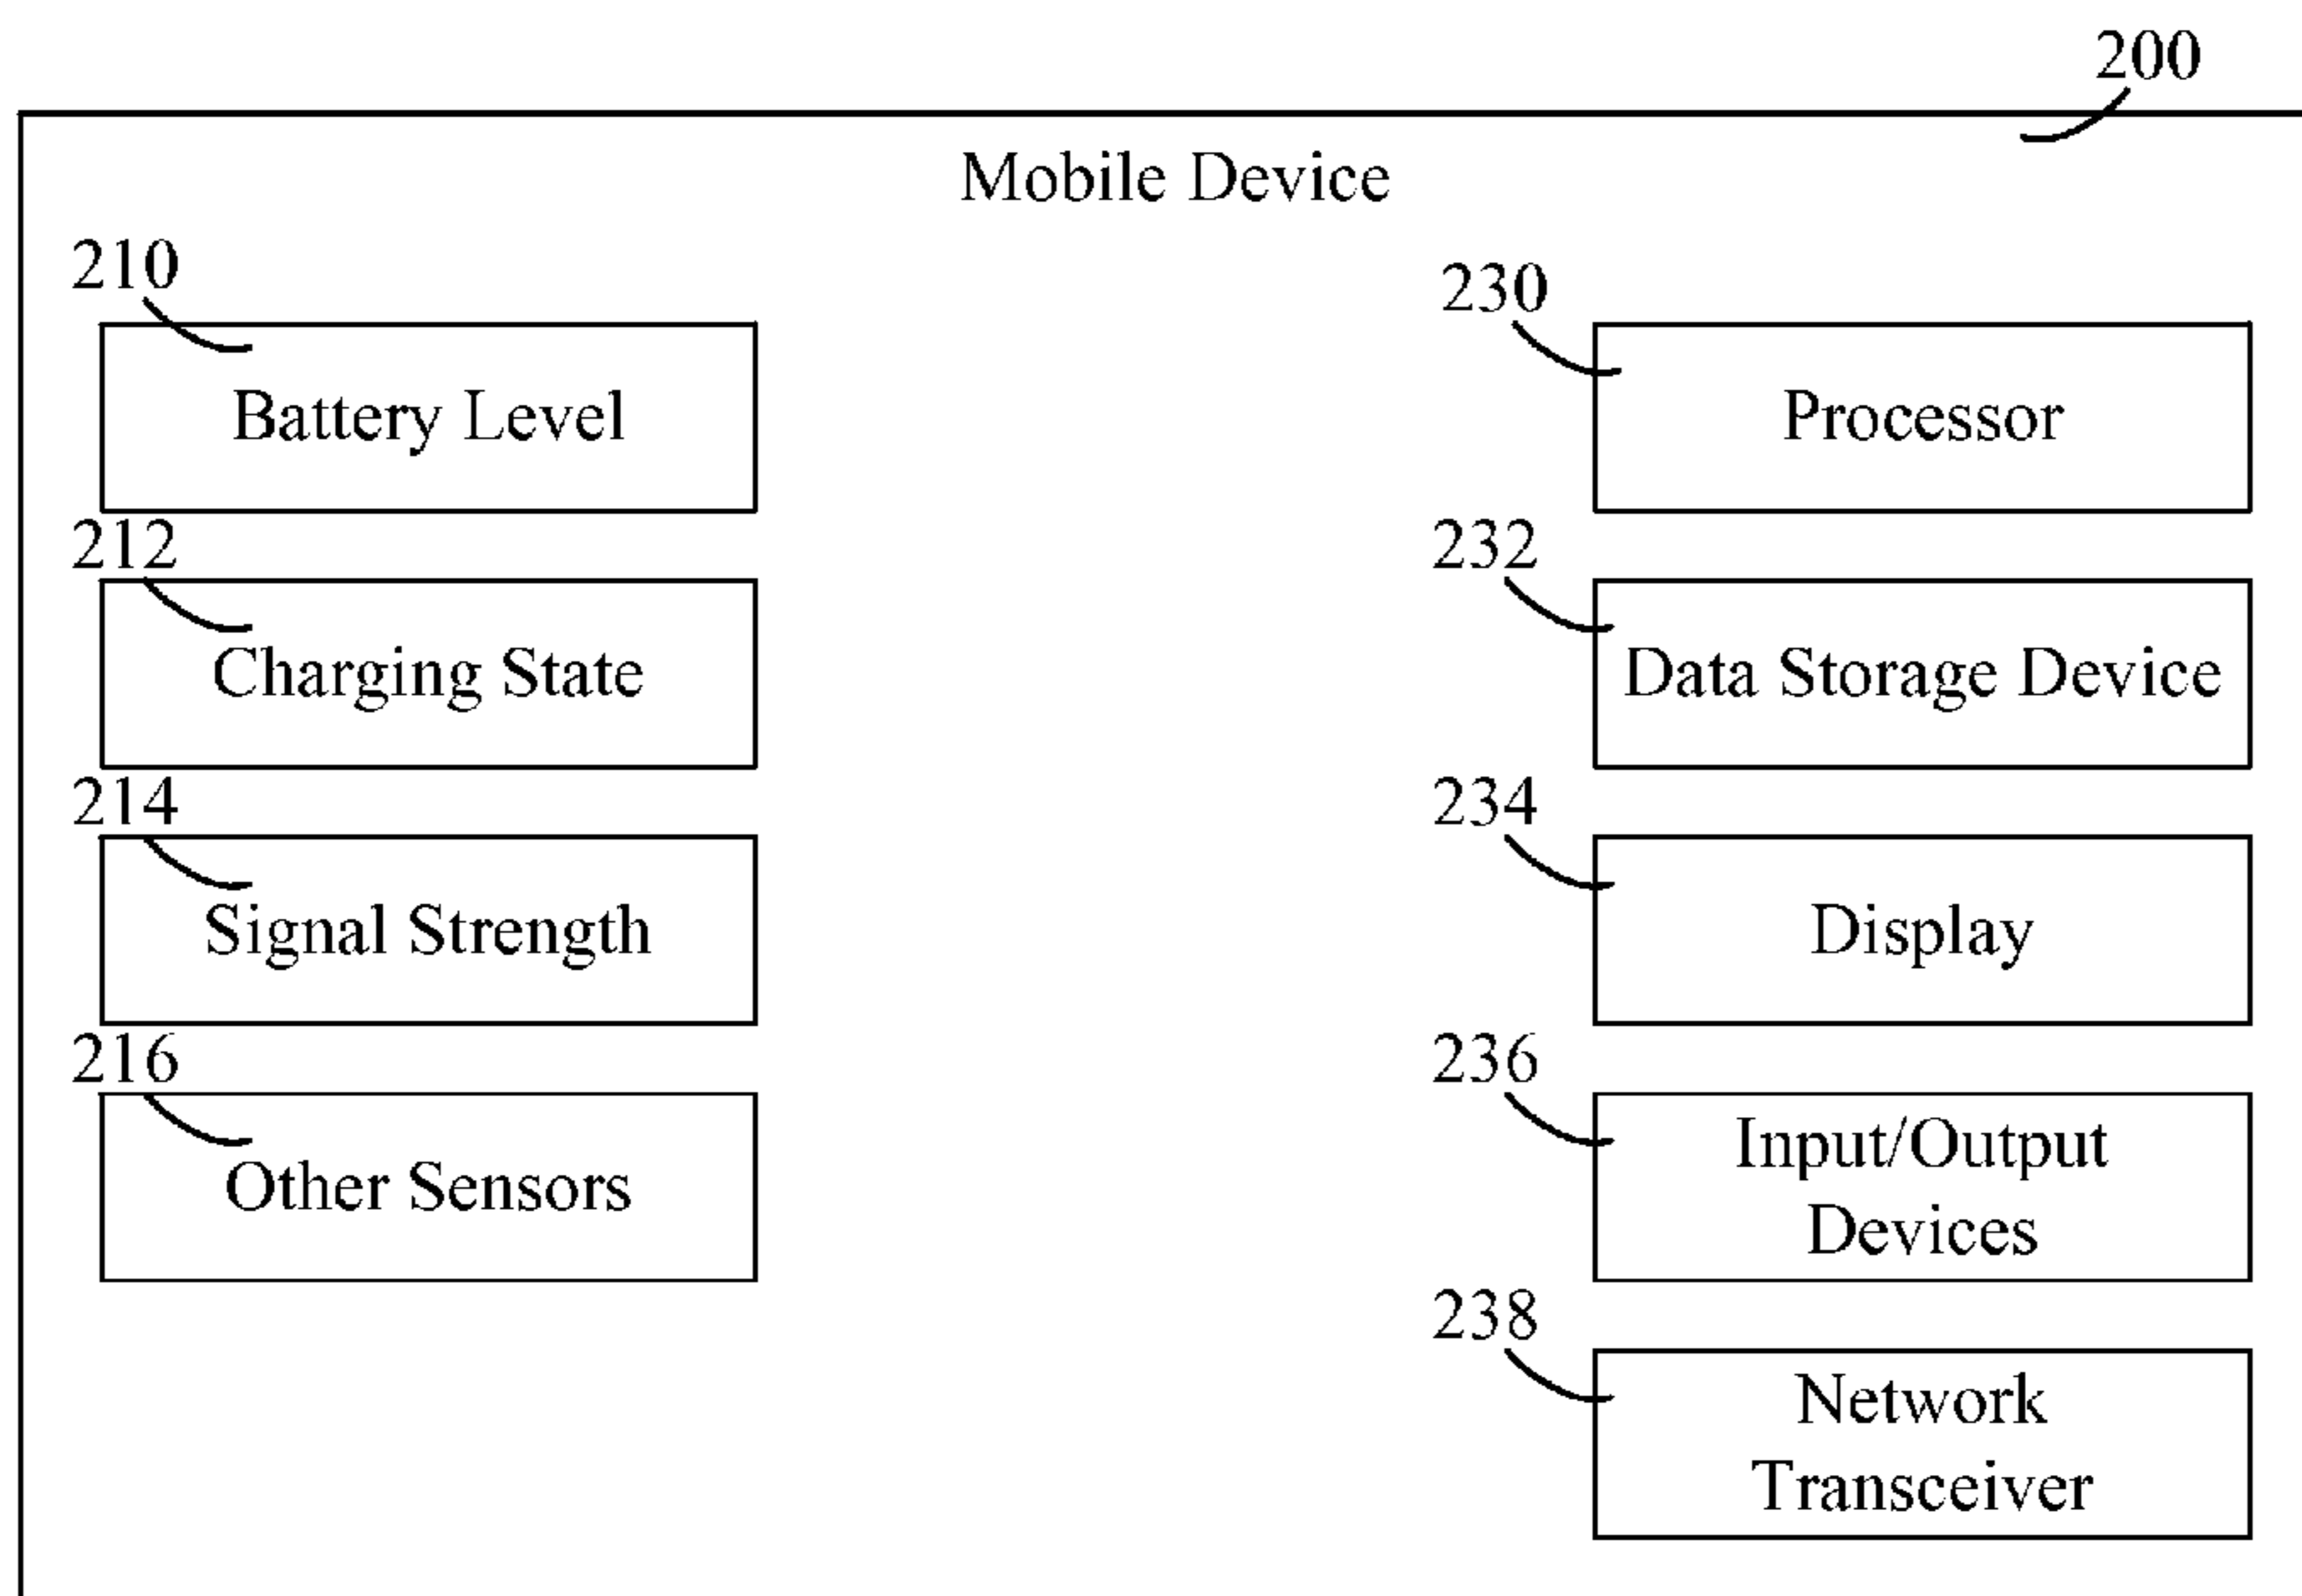 200
Mobile Device
210
Battery Level
212
Charging State
214
Signal Strength
216
Other Sensors
230
Processor
232
Data Storage Device
234
Display
236
Input/Output
Devices
238
Network
Transceiver